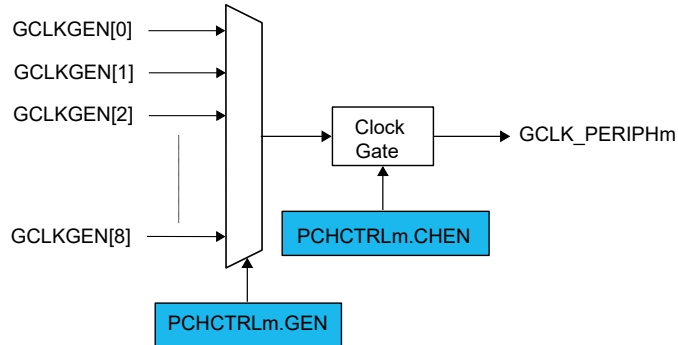 GCLKGEN[0]
GCLKGEN[1]
GCLKGEN[2]
Clock
Gate
GCLK_PERIPHm
GCLKGEN[8]
PCHCTRLm.CHEN
PCHCTRLm.GEN